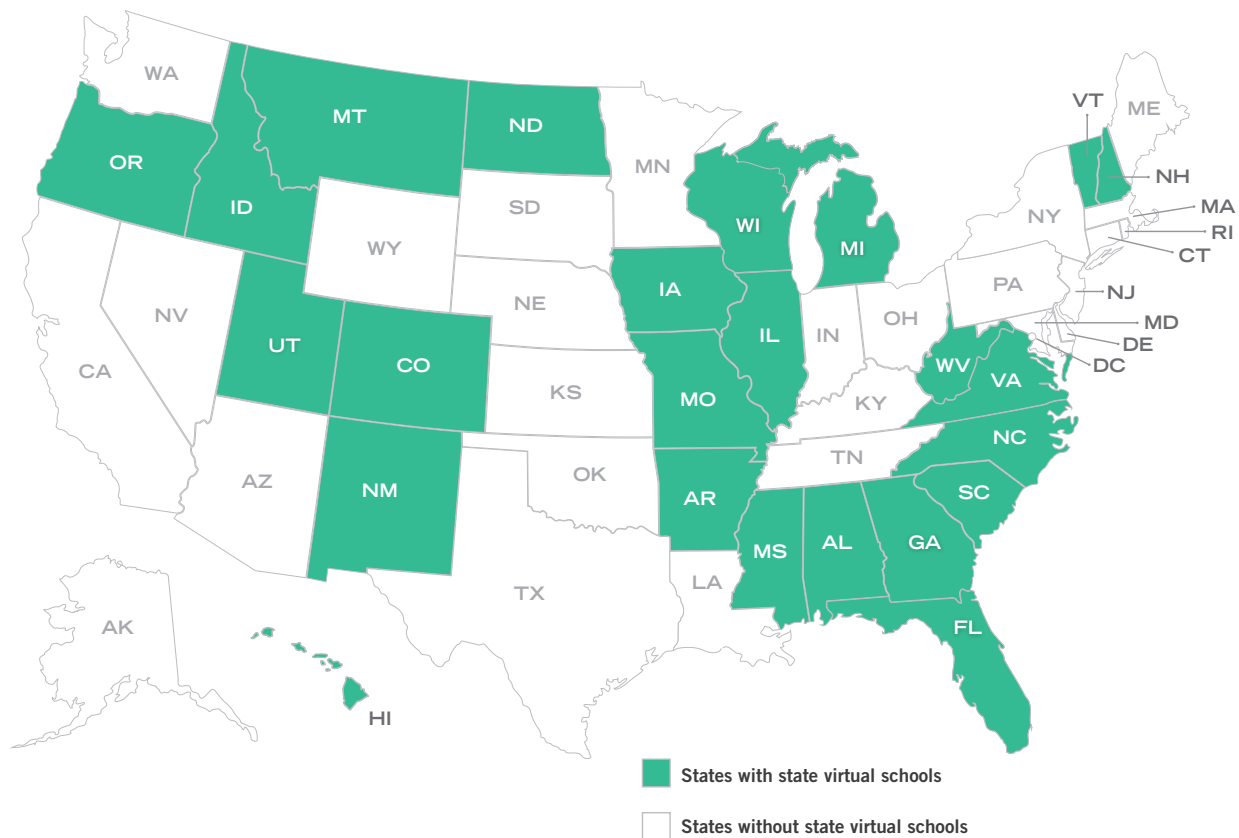 WA
MT
ND
VT
ME
OR
MN
NH
ID
SD
WI
NY
MA
WY
MI
RI
CT
IA
PA
NJ
NE
NV
OH
MD
IN
IL
UT
DE
CO
WV
DC
CA
VA
KS
MO
KY
NC
TN
AZ
OK
NM
AR
SC
MS
AL
GA
LA
TX
AK
FL
HI
States with state virtual schools
States without state virtual schools